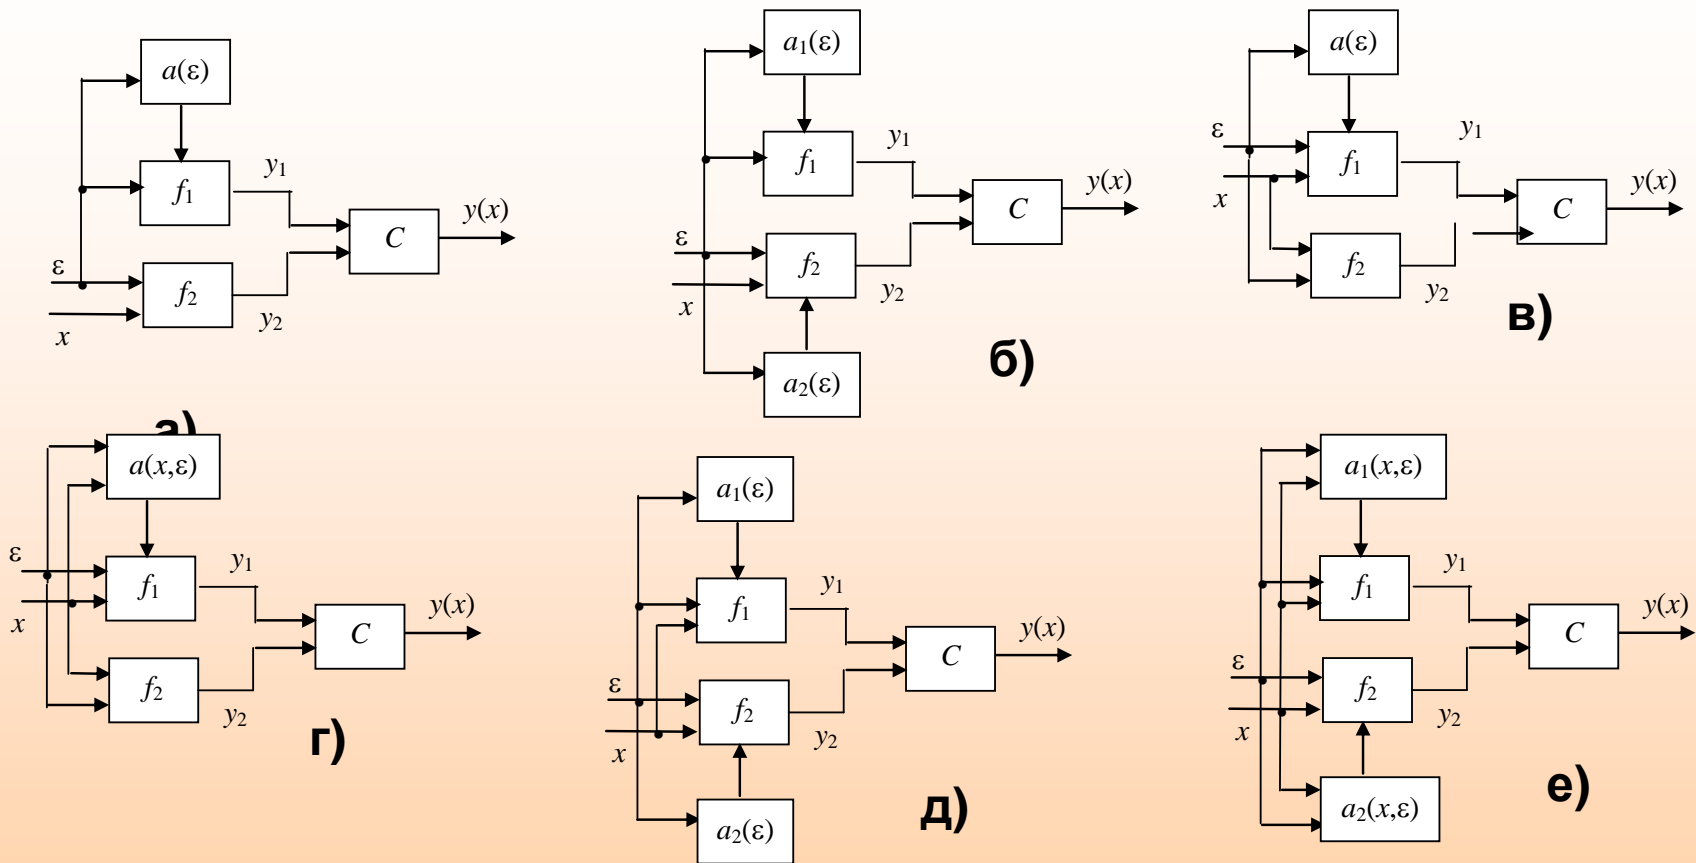 a(ε)
f1
y1
C
y(x)
ε
f2
x
y2
а)
a1(ε)
f1
y1
C
y(x)
ε
f2
x
y2
a2(ε)
б)
a(ε)
ε
f1
y1
x
C
y(x)
f2
y2
в)
a(x,ε)
ε
f1
y1
x
C
y(x)
f2
y2
г)
a1(ε)
f1
y1
C
y(x)
ε
f2
x
y2
a2(ε)
д)
a1(x,ε)
f1
y1
C
y(x)
ε
f2
x
y2
a2(x,ε)
е)